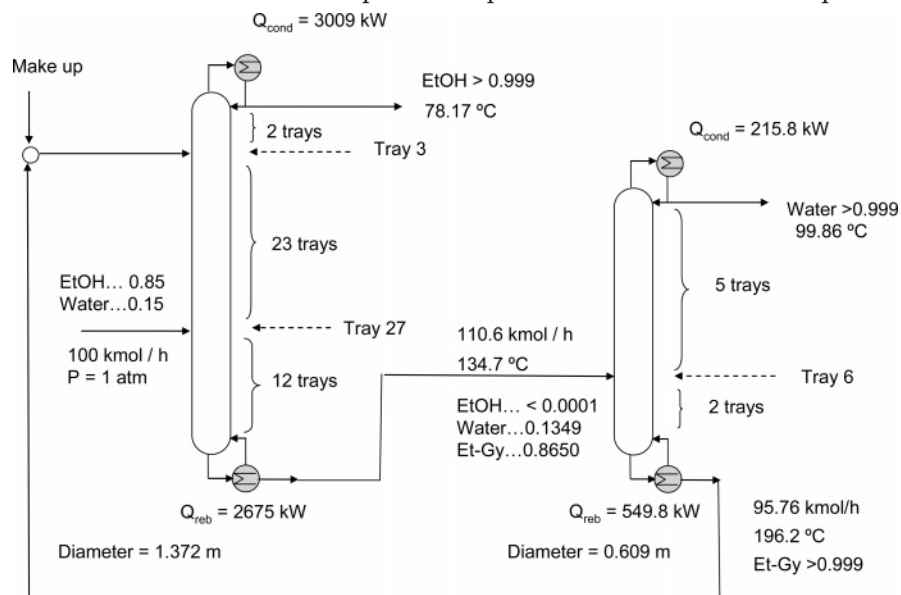 Q_cond = 3009 kW
Make up
EtOH > 0.999
78.17 ºC
2 trays
Tray 3
Q_cond = 215.8 kW
Water >0.999
99.86 ºC
23 trays
5 trays
EtOH… 0.85
Water…0.15
Tray 27
100 kmol / h
P = 1 atm
12 trays
110.6 kmol / h
134.7 ºC
Tray 6
EtOH… < 0.0001
Water…0.1349
Et-Gy…0.8650
2 trays
Q_reb = 2675 kW
Q_reb = 549.8 kW
95.76 kmol/h
196.2 ºC
Et-Gy >0.999
Diameter = 1.372 m
Diameter = 0.609 m